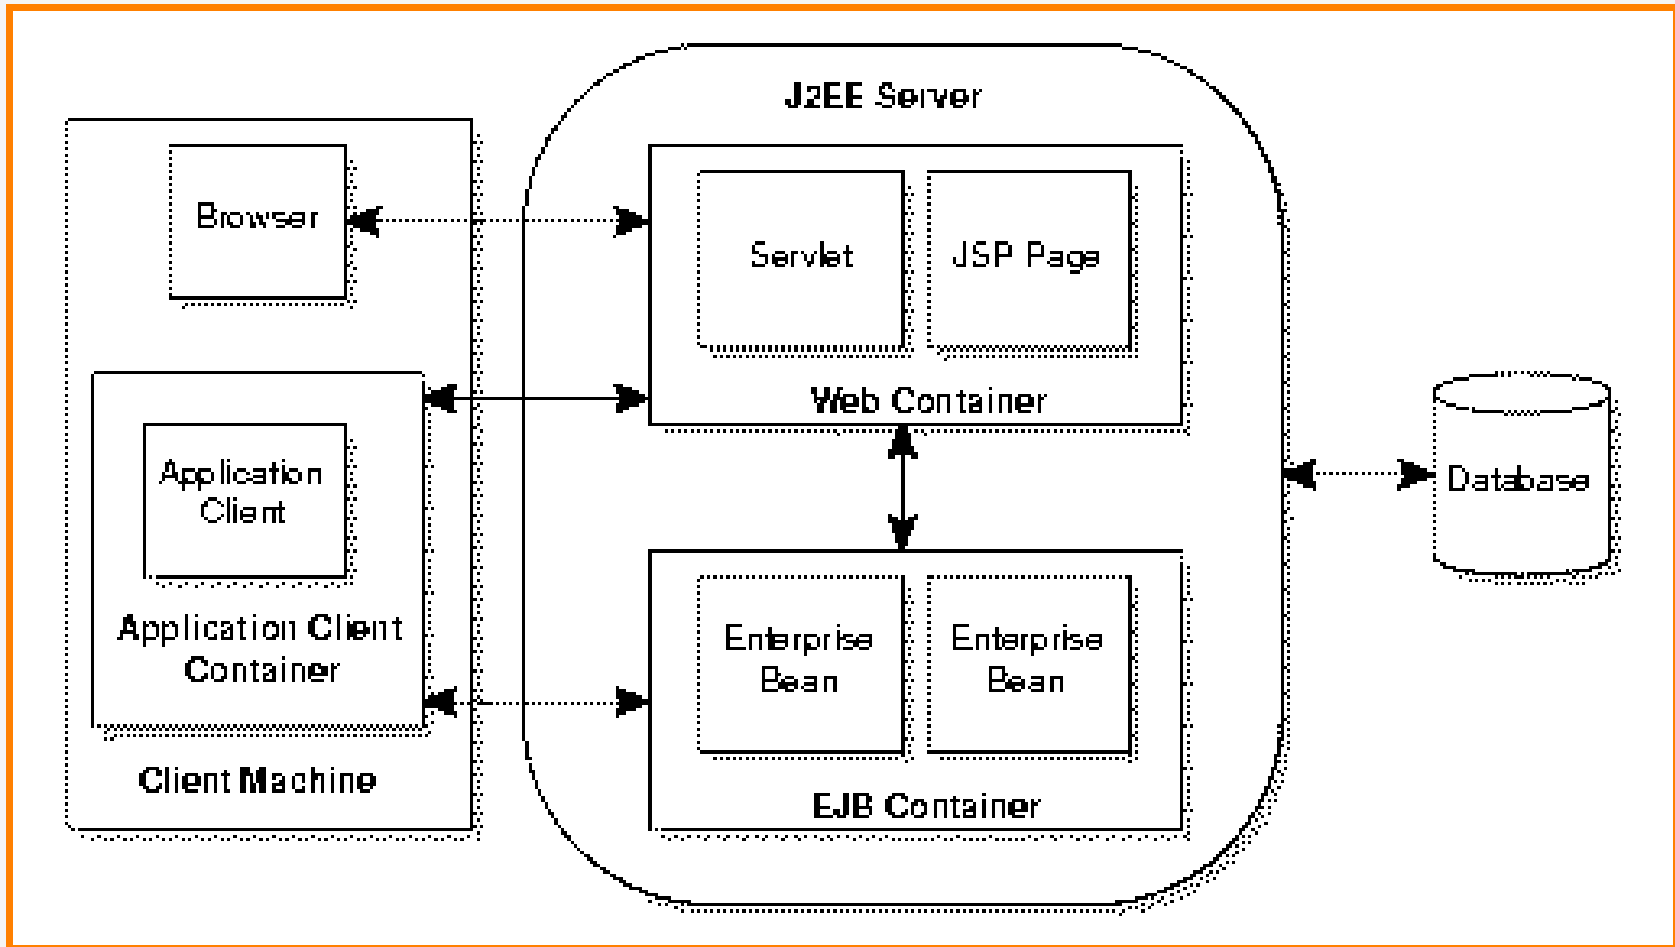 J2EE Server
Browser
Servlet
JSP Page
Web Container
Application
Client
Application Client
Container
Client Machine
Enterprise
Bean
Enterprise
Bean
EJB Container
Database